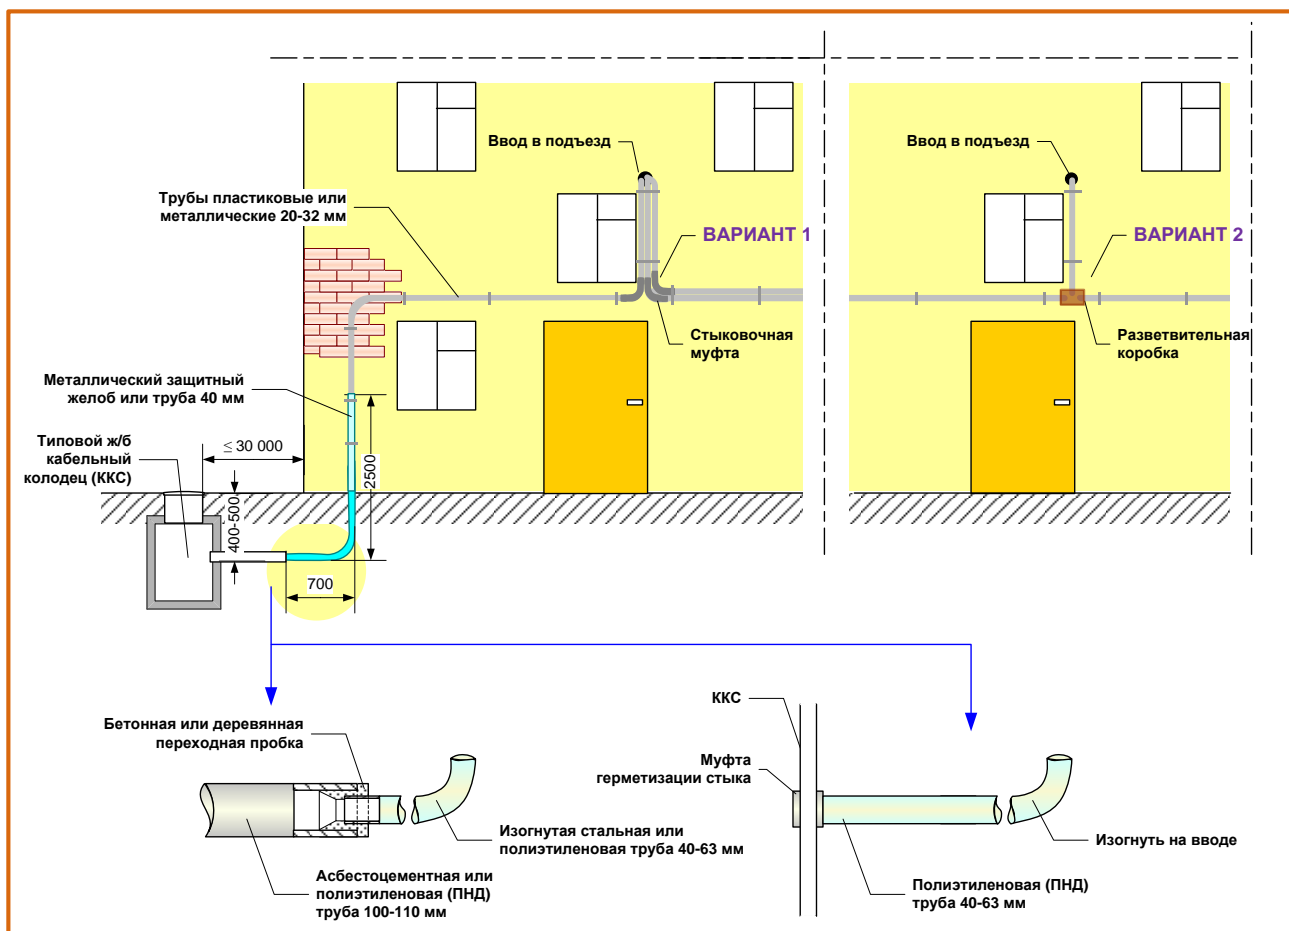 Ввод в подъезд
Ввод в подъезд
Трубы пластиковые или
металлические 20-32 мм
ВАРИАНТ 1
ВАРИАНТ 2
Стыковочная
муфта
Разветвительная
коробка
Металлический защитный
желоб или труба 40 мм
Типовой ж/б
кабельный
колодец (ККС)
≤ 30 000
2500
400-500
700
ККС
Бетонная или деревянная
переходная пробка
Муфта
герметизации стыка
Изогнутая стальная или
полиэтиленовая труба 40-63 мм
Изогнуть на вводе
Асбестоцементная или
полиэтиленовая (ПНД)
труба 100-110 мм
Полиэтиленовая (ПНД)
труба 40-63 мм